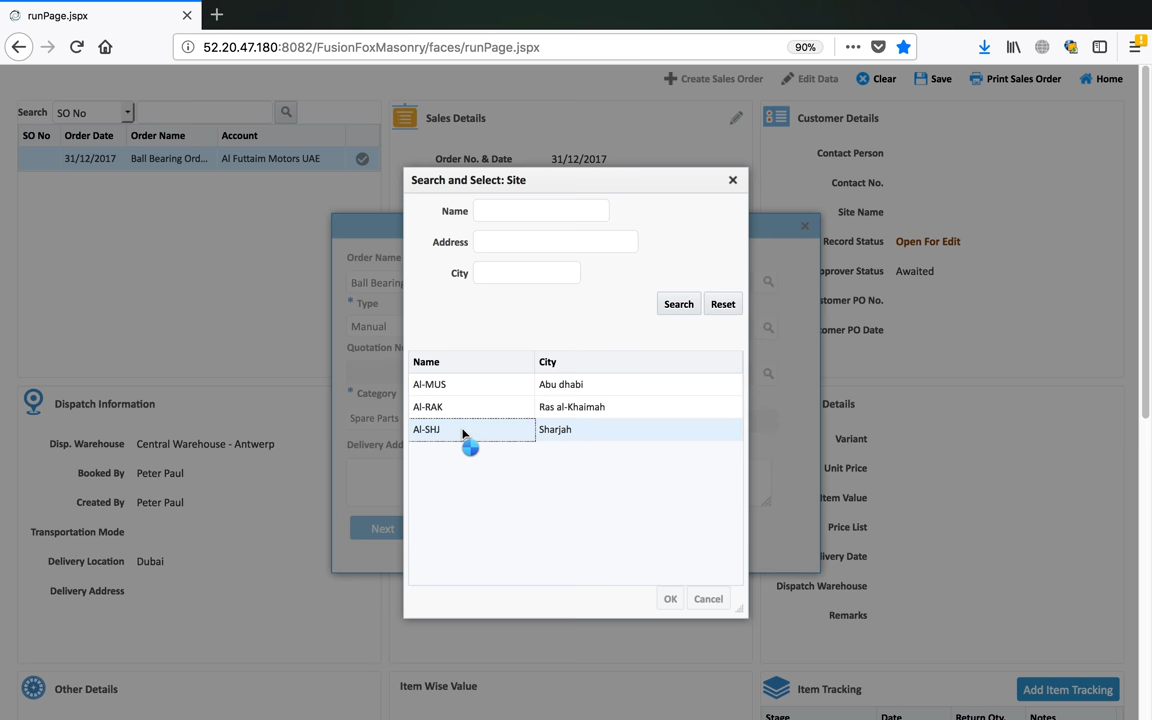 runPage.jspx
52.20.47.180:8082/FusionFoxMasonry/faces/runPage.jspx
90%
Create Sales Order
Edit Data
Clear
Save
Print Sales Order
Home
Search
SO No
SO No Order Date Order Name Account
31/12/2017 Ball Bearing Ord... Al Futtaim Motors UAE
Sales Details
Order No. & Date 31/12/2017
Customer Details
Contact Person
Contact No.
Site Name
Record Status Open For Edit
Approver Status Awaited
Customer PO No.
Customer PO Date
Order Name
Ball Bearing
* Type
Manual
Quotation N
* Category
Spare Parts
Delivery Add
Next
Search and Select: Site
Name
Address
City
Search Reset
Name City
Al-MUS Abu dhabi
Al-RAK Ras al-Khaimah
Al-SHJ Sharjah
OK Cancel
Dispatch Information
Disp. Warehouse Central Warehouse - Antwerp
Booked By Peter Paul
Created By Peter Paul
Transportation Mode
Delivery Location Dubai
Delivery Address
Details
Variant
Unit Price
Item Value
Price List
livery Date
Dispatch Warehouse
Remarks
Other Details
Item Wise Value
Item Tracking
Add Item Tracking
Stage Date Return Qty. Notes